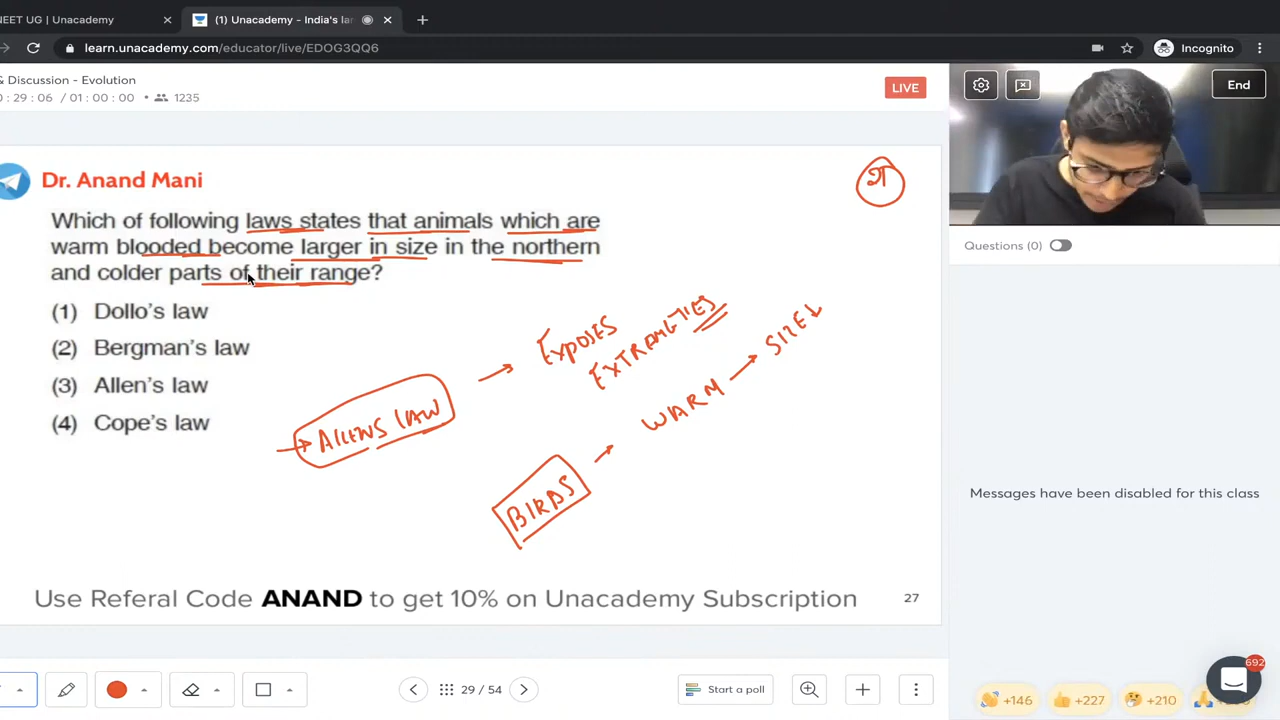 NEET UG | Unacademy
(1) Unacademy - India's lar
learn.unacademy.com/educator/live/EDOG3QQ6
Incognito
& Discussion - Evolution
0 : 29 : 06 / 01 : 00 : 00 • 1235
LIVE
End
Dr. Anand Mani
Which of following laws states that animals which are
warm blooded become larger in size in the northern
and colder parts of their range?
(1) Dollo's law
(2) Bergman's law
(3) Allen's law
(4) Cope's law
→ ALLENS LAW → EXPOSES
EXTREMETIES
BIRDS → WARM → SIZE↓
Questions (0)
Messages have been disabled for this class
Use Referal Code ANAND to get 10% on Unacademy Subscription
27
29 / 54
Start a poll
692
+146
+227
+210